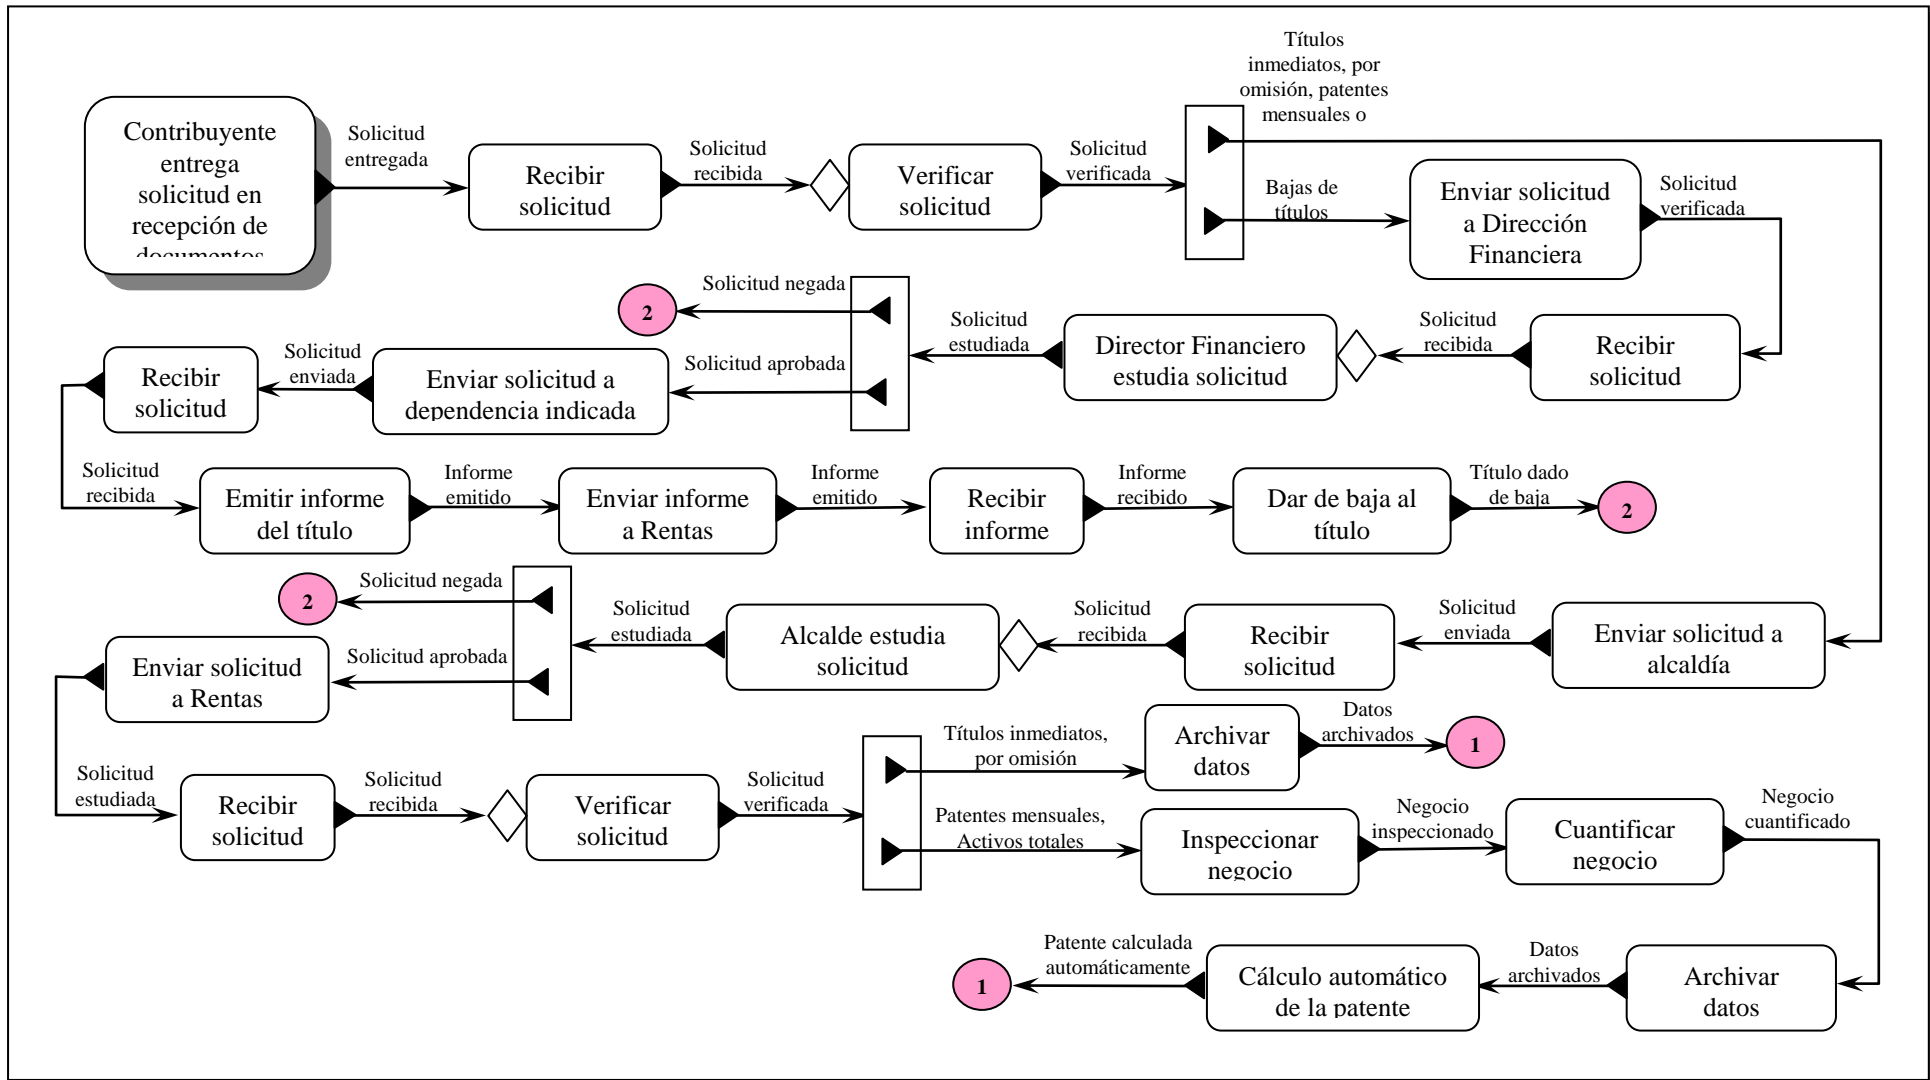 Títulos
inmediatos, por
omisión, patentes
mensuales o
Contribuyente
entrega
solicitud en
recepción de
documentos
Solicitud
entregada
Recibir
solicitud
Solicitud
recibida
Verificar
solicitud
Solicitud
verificada
Bajas de
títulos
Enviar solicitud
a Dirección
Financiera
Solicitud
verificada
Solicitud negada
2
Solicitud aprobada
Solicitud
estudiada
Director Financiero
estudia solicitud
Solicitud
recibida
Recibir
solicitud
Recibir
solicitud
Solicitud
enviada
Enviar solicitud a
dependencia indicada
Solicitud
recibida
Emitir informe
del título
Informe
emitido
Enviar informe
a Rentas
Informe
emitido
Recibir
informe
Informe
recibido
Dar de baja al
título
Título dado
de baja
2
2
Solicitud negada
Solicitud aprobada
Solicitud
estudiada
Alcalde estudia
solicitud
Solicitud
recibida
Recibir
solicitud
Solicitud
enviada
Enviar solicitud a
alcaldía
Enviar solicitud
a Rentas
Solicitud
estudiada
Recibir
solicitud
Solicitud
recibida
Verificar
solicitud
Solicitud
verificada
Títulos inmediatos,
por omisión
Archivar
datos
Datos
archivados
1
Patentes mensuales,
Activos totales
Inspeccionar
negocio
Negocio
inspeccionado
Cuantificar
negocio
Negocio
cuantificado
1
Patente calculada
automáticamente
Cálculo automático
de la patente
Datos
archivados
Archivar
datos